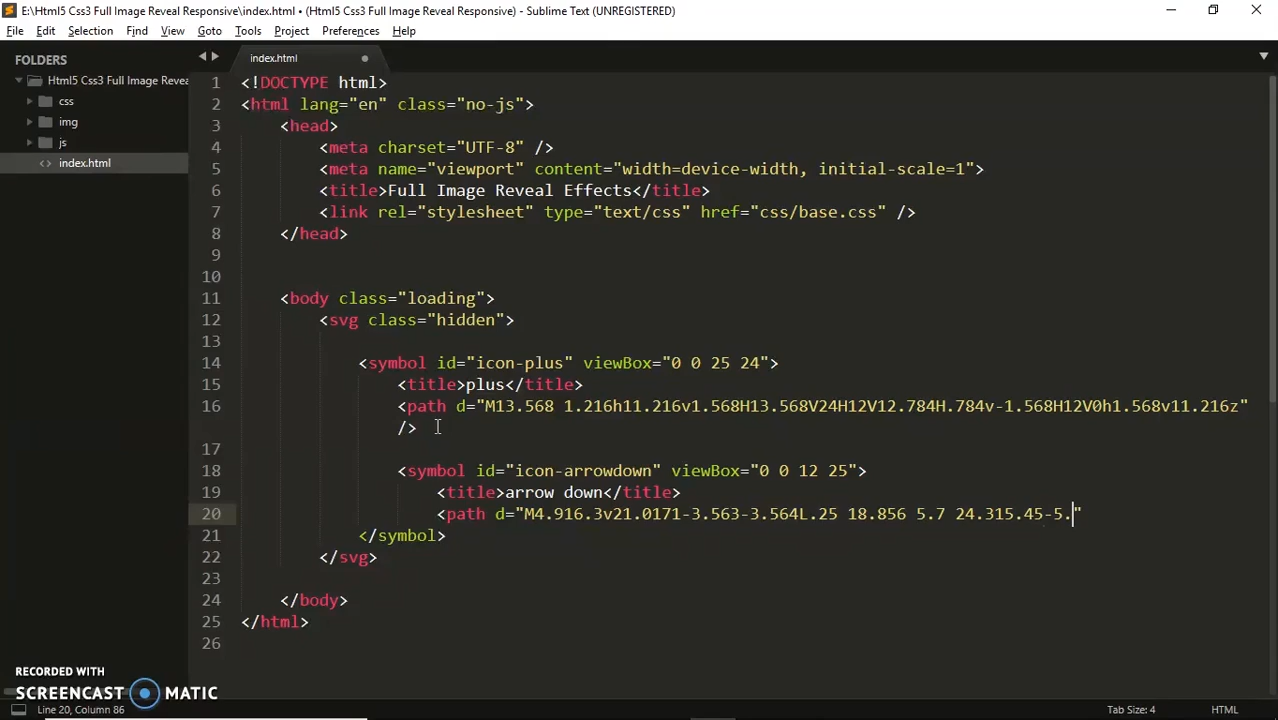 E:\Html5 Css3 Full Image Reveal Responsive\index.html • (Html5 Css3 Full Image Reveal Responsive) - Sublime Text (UNREGISTERED)
File Edit Selection Find View Goto Tools Project Preferences Help
FOLDERS
Html5 Css3 Full Image Revea
css
img
js
index.html
index.html
1 <!DOCTYPE html>
2 <html lang="en" class="no-js">
3 <head>
4 <meta charset="UTF-8" />
5 <meta name="viewport" content="width=device-width, initial-scale=1">
6 <title>Full Image Reveal Effects</title>
7 <link rel="stylesheet" type="text/css" href="css/base.css" />
8 </head>
9
10
11 <body class="loading">
12 <svg class="hidden">
13
14 <symbol id="icon-plus" viewBox="0 0 25 24">
15 <title>plus</title>
16 <path d="M13.568 1.216h11.216v1.568H13.568V24H12V12.784H.784v-1.568H12V0h1.568v11.216z"
/>
17
18 <symbol id="icon-arrowdown" viewBox="0 0 12 25">
19 <title>arrow down</title>
20 <path d="M4.916.3v21.0171-3.563-3.564L.25 18.856 5.7 24.315.45-5."
21 </symbol>
22 </svg>
23
24 </body>
25 </html>
26
RECORDED WITH
SCREENCAST MATIC
Line 20, Column 86
Tab Size: 4
HTML